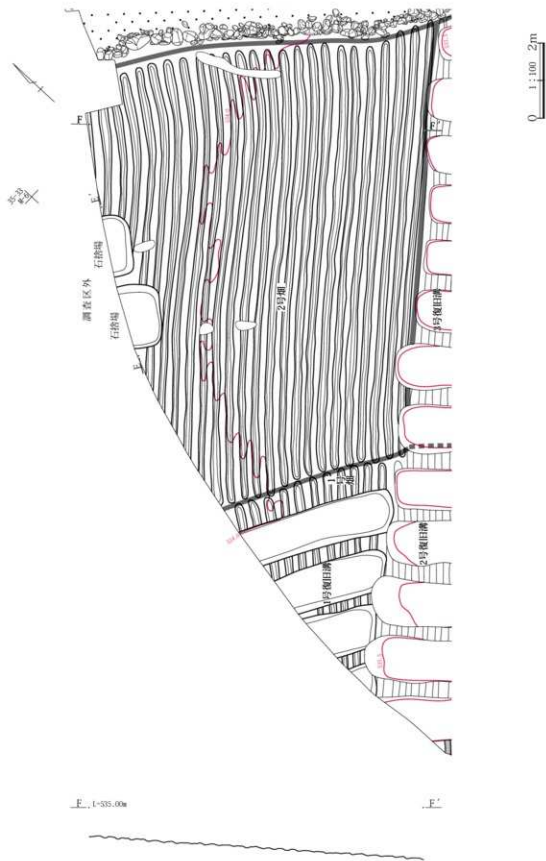 0 1:100 2m
F
F'
F'
F'
石捨場
石捨場
調査区外
2号畑
1号畑
3号復旧溝
2号復旧溝
1号復旧溝
F L=535.00m F'